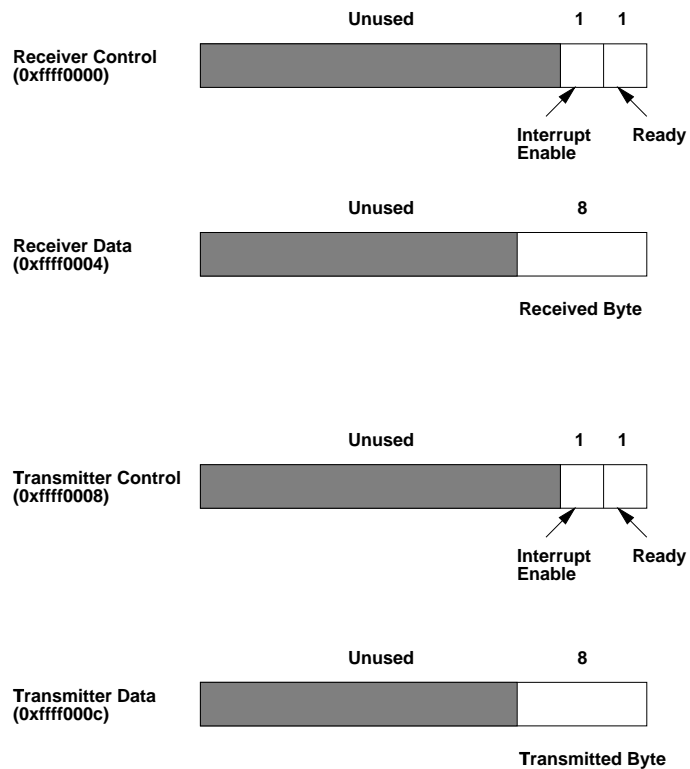 Unused 1 1
Receiver Control
(0xffff0000)
Interrupt Enable Ready
Unused 8
Receiver Data
(0xffff0004)
Received Byte
Unused 1 1
Transmitter Control
(0xffff0008)
Interrupt Enable Ready
Unused 8
Transmitter Data
(0xffff000c)
Transmitted Byte